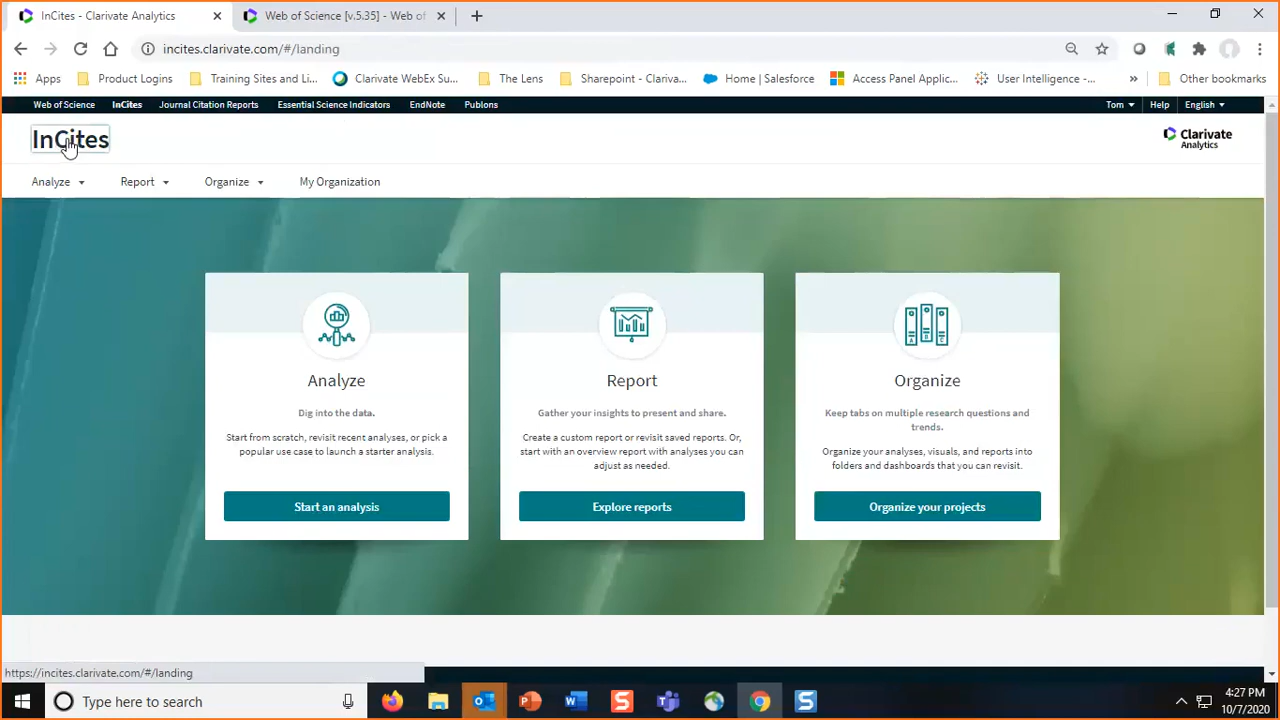 InCites - Clarivate Analytics
Web of Science [v.5.35] - Web of
incites.clarivate.com/#/landing
Apps
Product Logins
Training Sites and Li...
Clarivate WebEx Su...
The Lens
Sharepoint - Clariva...
Home | Salesforce
Access Panel Applic...
User Intelligence -...
»
Other bookmarks
Web of Science
InCites
Journal Citation Reports
Essential Science Indicators
EndNote
Publons
Tom
Help
English
InCites
Clarivate
Analytics
Analyze
Report
Organize
My Organization
Analyze
Dig into the data.
Start from scratch, revisit recent analyses, or pick a
popular use case to launch a starter analysis.
Start an analysis
Report
Gather your insights to present and share.
Create a custom report or revisit saved reports. Or,
start with an overview report with analyses you can
adjust as needed.
Explore reports
Organize
Keep tabs on multiple research questions and
trends.
Organize your analyses, visuals, and reports into
folders and dashboards that you can revisit.
Organize your projects
https://incites.clarivate.com/#/landing
Type here to search
4:27 PM
10/7/2020